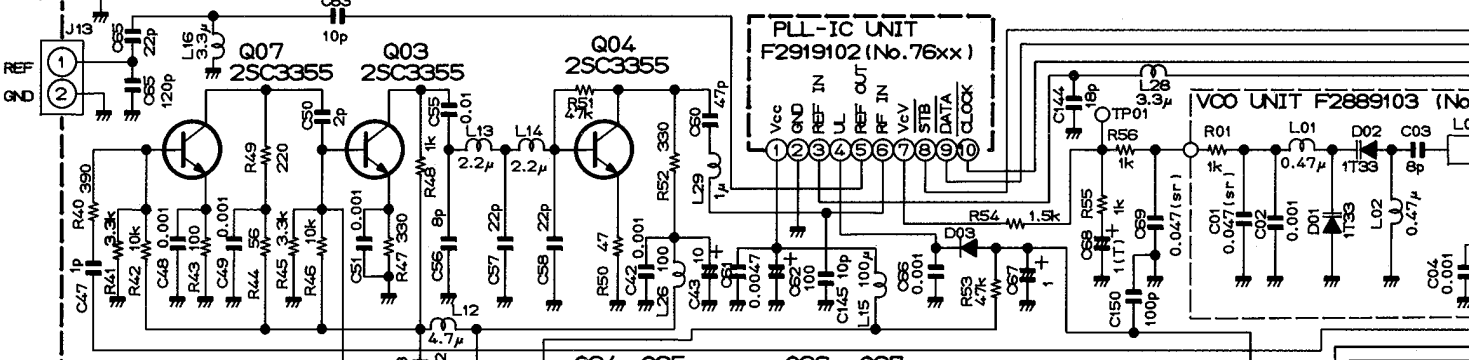 C63
10p
J13
REF
1
GND
2
C65
22p
C65
120p
L16
3.3μ
Q07
2SC3355
Q03
2SC3355
Q04
2SC3355
PLL-IC UNIT
F2919102(No.76xx)
Vcc
GND
REF IN
UL
REF OUT
RF IN
VcV
STB
DATA
CLOCK
1
2
3
4
5
6
7
8
9
10
C144
18p
L28
3.3μ
TP01
VCO UNIT F2889103 (No
R49
220
C50
2p
C55
0.01
R48
1k
L13
2.2μ
L14
2.2μ
R51
47k
R52
330
C60
47p
L29
1μ
R56
1k
R01
1k
L01
0.47μ
D02
1T33
C03
6p
R40
390
C47
1p
R41
3.3k
R42
10k
C48
0.001
R43
100
C49
0.001
R44
56
R45
3.3k
R46
10k
C51
0.001
R47
330
C56
8p
C57
22p
C58
22p
R50
47
C42
0.001
L26
100
C43
10
+
C61
0.0047
C62
100
+
C145
10p
L15
100μ
C66
0.001
D03
R53
47k
C67
1
+
R54
1.5k
R55
1k
C68
1(T)
+
C69
0.047(sr)
C150
100p
C01
0.047(sr)
C02
0.001
D01
1T33
L02
0.47μ
C04
0.001
L12
4.7μ